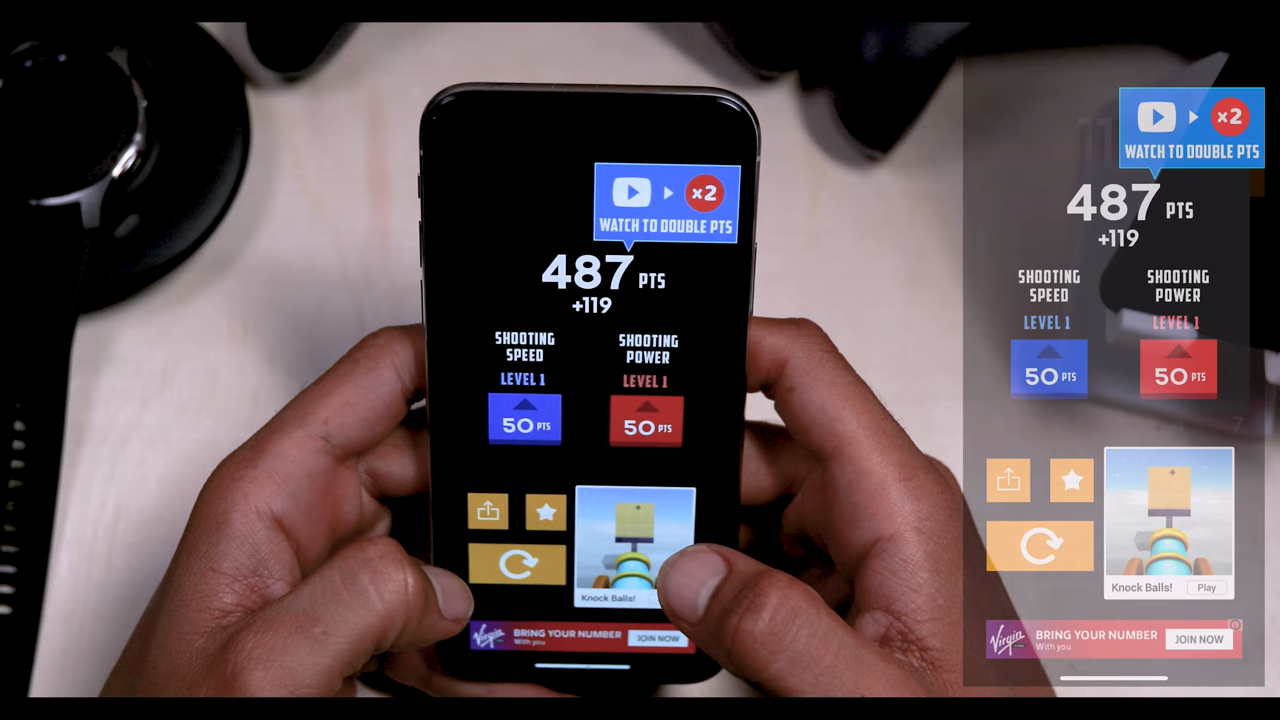 ×2
WATCH TO DOUBLE PTS
487 PTS
+119
SHOOTING
SPEED
LEVEL 1
50 PTS
SHOOTING
POWER
LEVEL 1
50 PTS
Knock Balls!
Virgin
BRING YOUR NUMBER
With you
JOIN NOW
×2
WATCH TO DOUBLE PTS
487 PTS
+119
SHOOTING
SPEED
LEVEL 1
50 PTS
SHOOTING
POWER
LEVEL 1
50 PTS
Knock Balls!
Play
Virgin
BRING YOUR NUMBER
With you
JOIN NOW